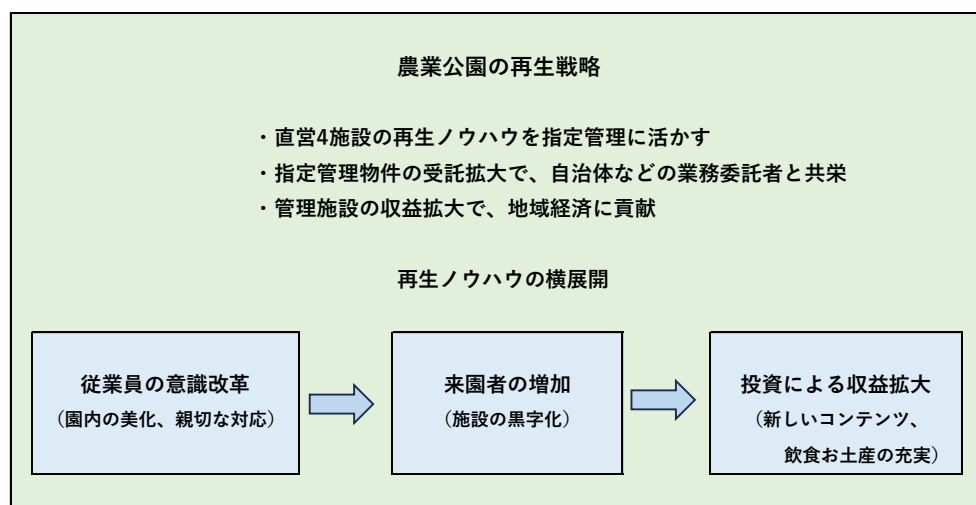 農業公園の再生戦略
・直営4施設の再生ノウハウを指定管理に活かす
・指定管理物件の受託拡大で、自治体などの業務委託者と共栄
・管理施設の収益拡大で、地域経済に貢献
再生ノウハウの横展開
従業員の意識改革
（園内の美化、親切な対応）
来園者の増加
（施設の黒字化）
投資による収益拡大
（新しいコンテンツ、
飲食お土産の充実）